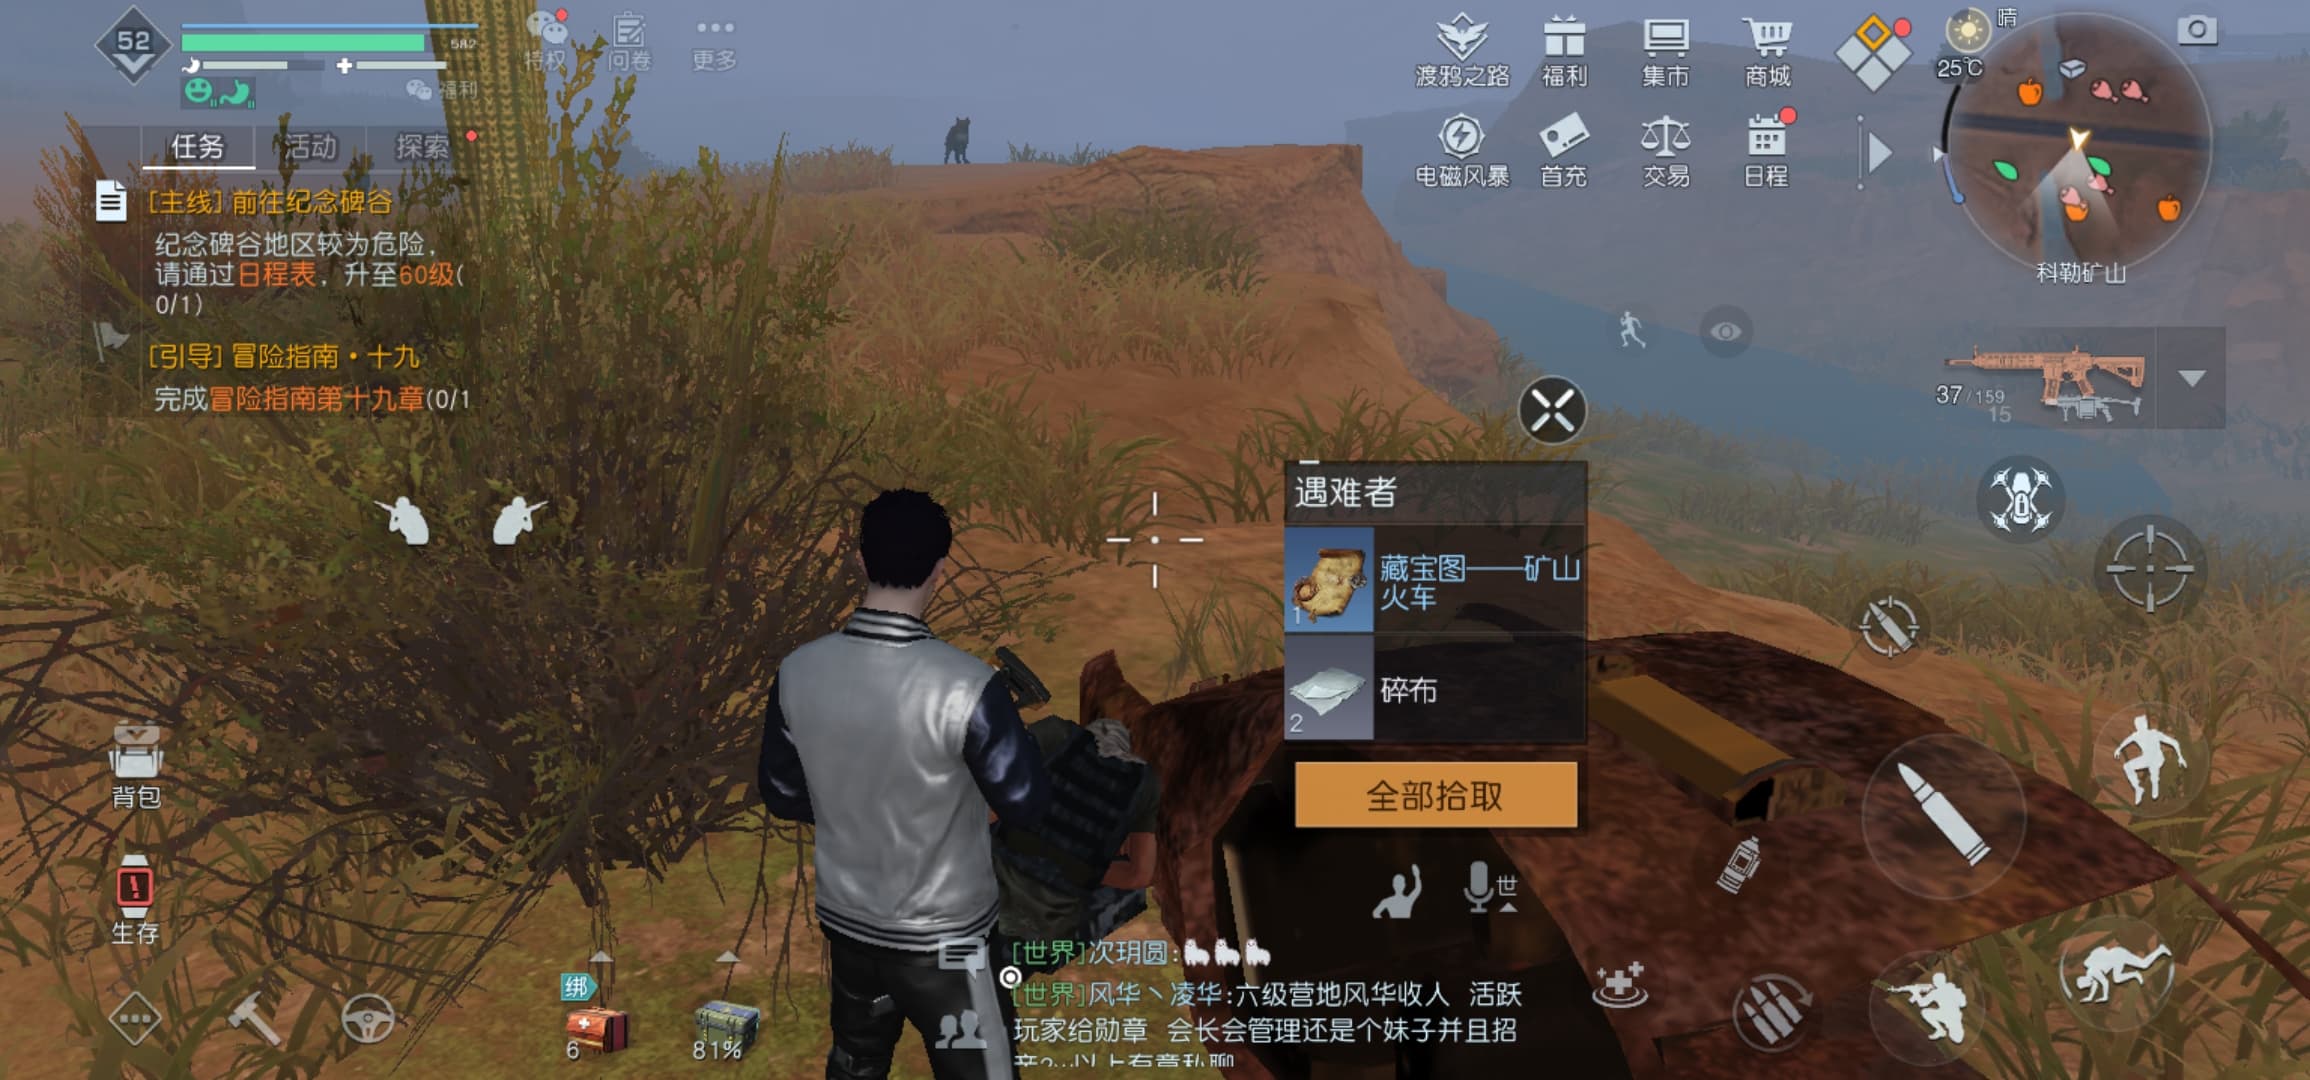 52
582
特权
问卷
更多
福利
渡鸦之路
福利
集市
商城
晴
25℃
电磁风暴
首充
交易
日程
科勒矿山
任务
活动
探索
[主线] 前往纪念碑谷
纪念碑谷地区较为危险，
请通过日程表，升至60级(
0/1)
[引导] 冒险指南·十九
完成冒险指南第十九章(0/1
37/159
15
遇难者
藏宝图——矿山
火车
1
碎布
2
全部拾取
世
背包
生存
绑
6
81%
[世界]次玥圆:
[世界]风华丶凌华:六级营地风华收人 活跃
玩家给勋章 会长会管理还是个妹子并且招